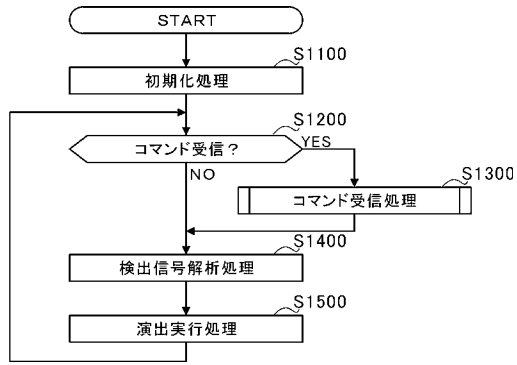 START
S1100
初期化処理
S1200
コマンド受信？
YES
NO
S1300
コマンド受信処理
S1400
検出信号解析処理
S1500
演出実行処理